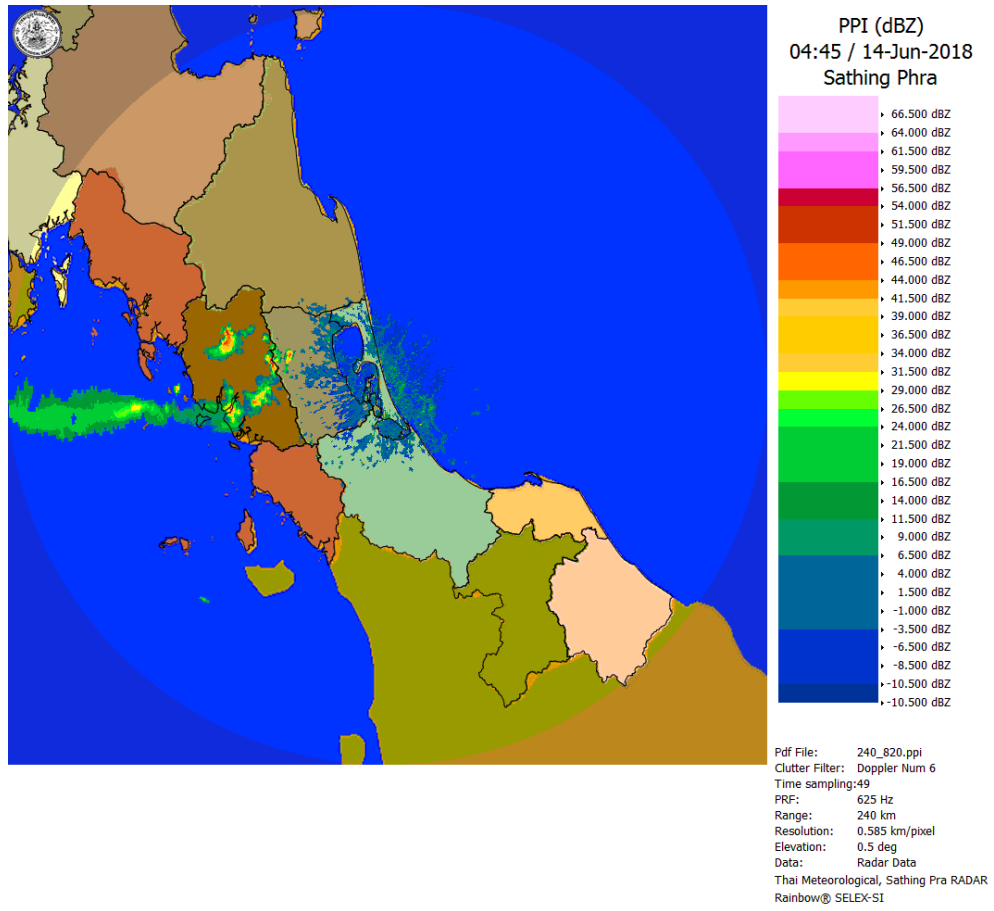 PPI (dBZ)
04:45 / 14-Jun-2018
Sathing Phra
66.500 dBZ
64.000 dBZ
61.500 dBZ
59.500 dBZ
56.500 dBZ
54.000 dBZ
51.500 dBZ
49.000 dBZ
46.500 dBZ
44.000 dBZ
41.500 dBZ
39.000 dBZ
36.500 dBZ
34.000 dBZ
31.500 dBZ
29.000 dBZ
26.500 dBZ
24.000 dBZ
21.500 dBZ
19.000 dBZ
16.500 dBZ
14.000 dBZ
11.500 dBZ
9.000 dBZ
6.500 dBZ
4.000 dBZ
1.500 dBZ
-1.000 dBZ
-3.500 dBZ
-6.500 dBZ
-8.500 dBZ
-10.500 dBZ
-10.500 dBZ
Pdf File: 240_820.ppi
Clutter Filter: Doppler Num 6
Time sampling:49
PRF: 625 Hz
Range: 240 km
Resolution: 0.585 km/pixel
Elevation: 0.5 deg
Data: Radar Data
Thai Meteorological, Sathing Pra RADAR
Rainbow® SELEX-SI